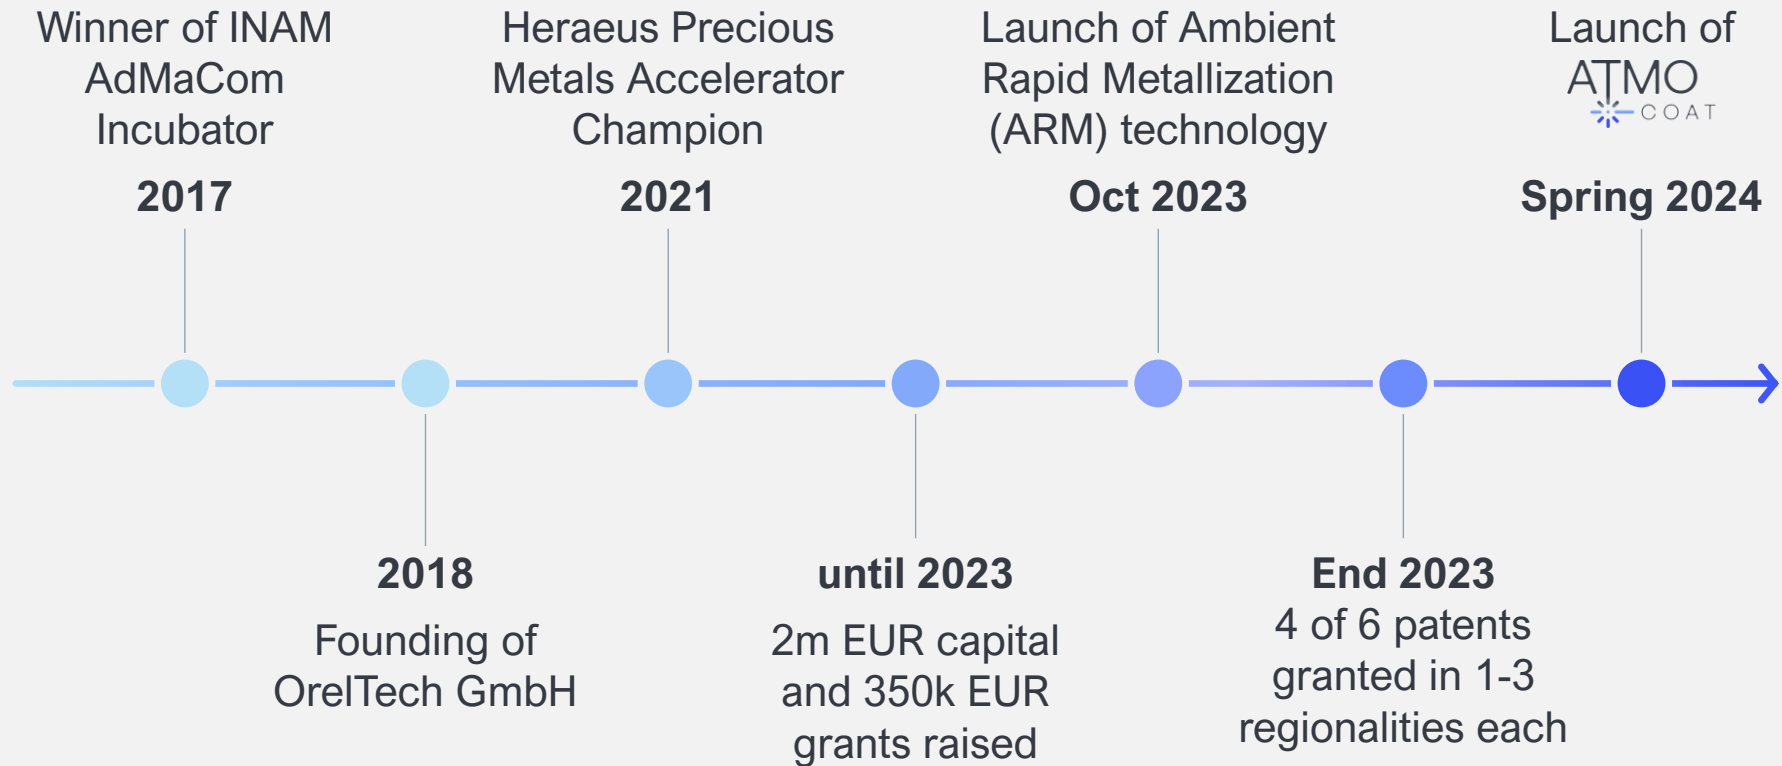 Winner of INAM
AdMaCom
Incubator
2017
Heraeus Precious
Metals Accelerator
Champion
2021
Launch of Ambient
Rapid Metallization
(ARM) technology
Oct 2023
Launch of
ATMO
COAT
Spring 2024
2018
Founding of
OrelTech GmbH
until 2023
2m EUR capital
and 350k EUR
grants raised
End 2023
4 of 6 patents
granted in 1-3
regionalities each